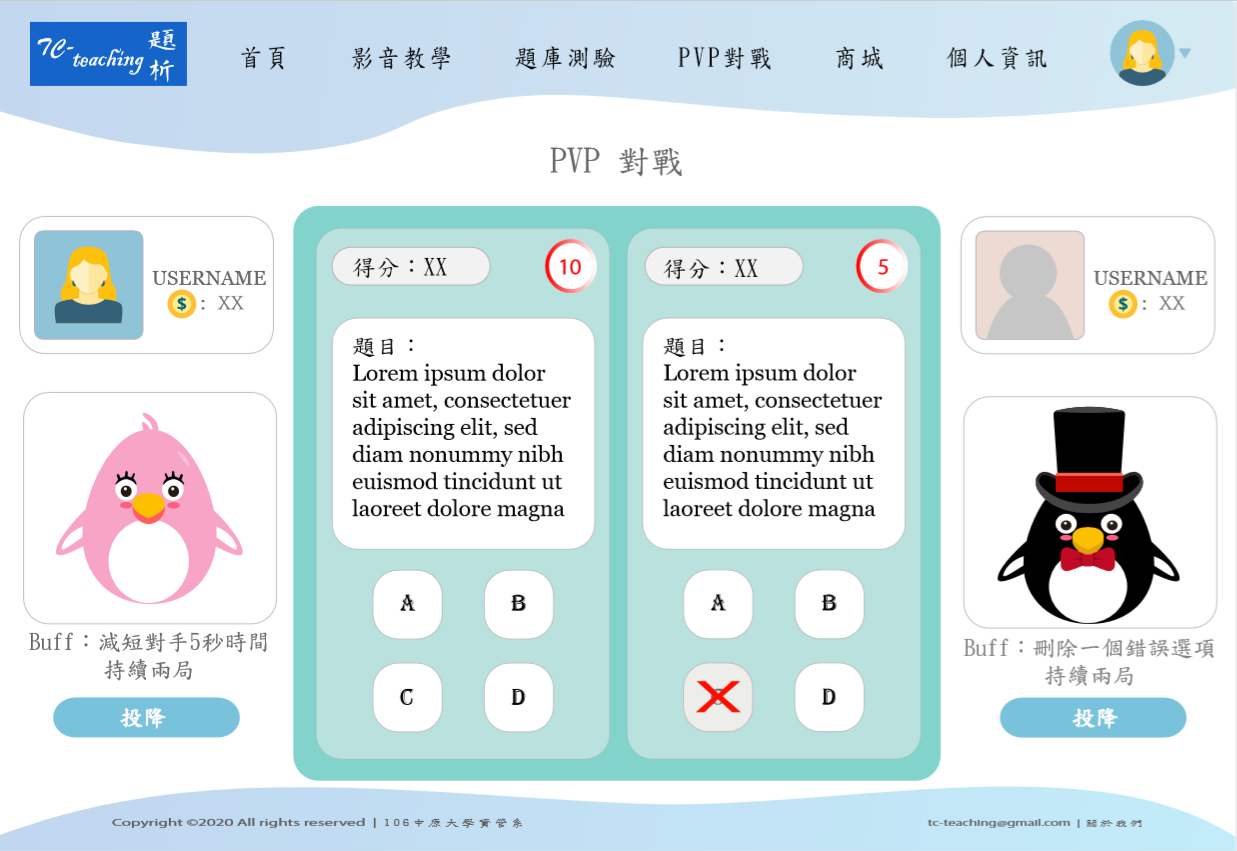 TC-teaching 題析
首頁 影音教學 題庫測驗 PVP對戰 商城 個人資訊
PVP 對戰
USERNAME
$ : XX
Buff：減短對手5秒時間
持續兩局
投降
得分：XX 10
題目：
Lorem ipsum dolor
sit amet, consectetuer
adipiscing elit, sed
diam nonummy nibh
euismod tincidunt ut
laoreet dolore magna
A B
C D
得分：XX 5
題目：
Lorem ipsum dolor
sit amet, consectetuer
adipiscing elit, sed
diam nonummy nibh
euismod tincidunt ut
laoreet dolore magna
A B
C D
USERNAME
$ : XX
Buff：刪除一個錯誤選項
持續兩局
投降
Copyright ©2020 All rights reserved | 106中原大學資管系
tc-teaching@gmail.com | 關於我們